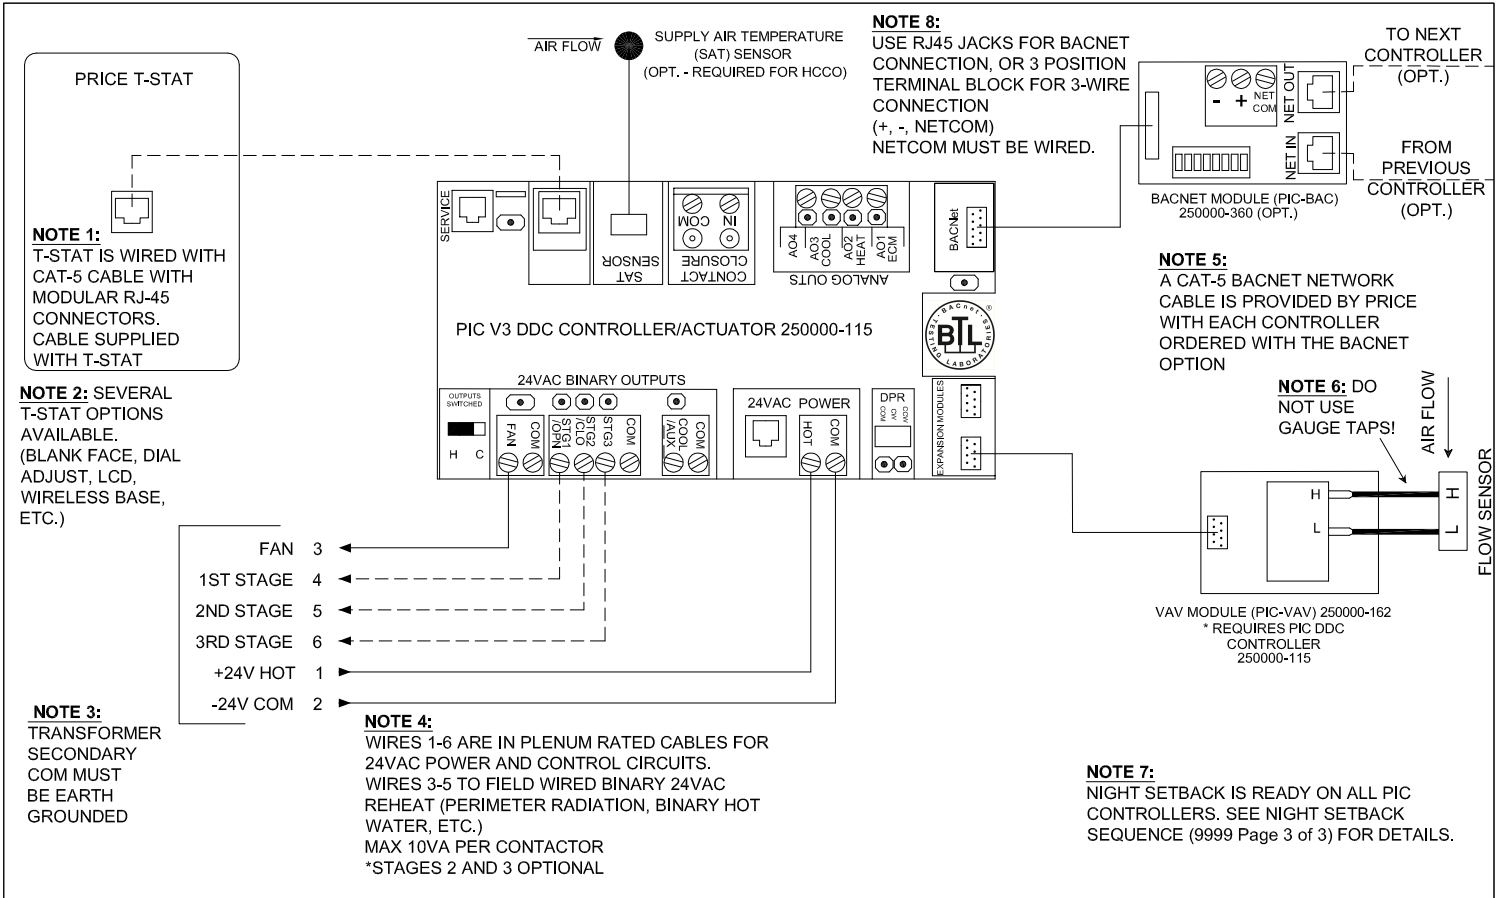 PRICE T-STAT
NOTE 1:
T-STAT IS WIRED WITH
CAT-5 CABLE WITH
MODULAR RJ-45
CONNECTORS.
CABLE SUPPLIED
WITH T-STAT
NOTE 2: SEVERAL
T-STAT OPTIONS
AVAILABLE.
(BLANK FACE, DIAL
ADJUST, LCD,
WIRELESS BASE,
ETC.)
AIR FLOW
SUPPLY AIR TEMPERATURE
(SAT) SENSOR
(OPT. - REQUIRED FOR HCCO)
NOTE 8:
USE RJ45 JACKS FOR BACNET
CONNECTION, OR 3 POSITION
TERMINAL BLOCK FOR 3-WIRE
CONNECTION
(+, -, NETCOM)
NETCOM MUST BE WIRED.
- + NET
COM
NET OUT
NET IN
TO NEXT
CONTROLLER
(OPT.)
FROM
PREVIOUS
CONTROLLER
(OPT.)
BACNET MODULE (PIC-BAC)
250000-360 (OPT.)
SERVICE
SAT
SENSOR
COM
IN
CONTACT
CLOSURE
AO4
AO3
COOL
AO2
HEAT
AO1
ECM
ANALOG OUTS
BACNet
PIC V3 DDC CONTROLLER/ACTUATOR 250000-115
BACnet
TESTING LABORATORIES
BTL
®
NOTE 5:
A CAT-5 BACNET NETWORK
CABLE IS PROVIDED BY PRICE
WITH EACH CONTROLLER
ORDERED WITH THE BACNET
OPTION
NOTE 6: DO
NOT USE
GAUGE TAPS!
AIR FLOW
24VAC BINARY OUTPUTS
OUTPUTS
SWITCHED
H C
FAN
COM
STG1
/OPN
STG2
/CLO
STG3
COM
COOL
/AUX
COM
24VAC POWER
HOT
COM
DPR
COM
CW
CCW
EXPANSION MODULES
H
L
H
L
FLOW SENSOR
VAV MODULE (PIC-VAV) 250000-162
* REQUIRES PIC DDC
CONTROLLER
250000-115
FAN 3
1ST STAGE 4
2ND STAGE 5
3RD STAGE 6
+24V HOT 1
-24V COM 2
NOTE 3:
TRANSFORMER
SECONDARY
COM MUST
BE EARTH
GROUNDED
NOTE 4:
WIRES 1-6 ARE IN PLENUM RATED CABLES FOR
24VAC POWER AND CONTROL CIRCUITS.
WIRES 3-5 TO FIELD WIRED BINARY 24VAC
REHEAT (PERIMETER RADIATION, BINARY HOT
WATER, ETC.)
MAX 10VA PER CONTACTOR
*STAGES 2 AND 3 OPTIONAL
NOTE 7:
NIGHT SETBACK IS READY ON ALL PIC
CONTROLLERS. SEE NIGHT SETBACK
SEQUENCE (9999 Page 3 of 3) FOR DETAILS.